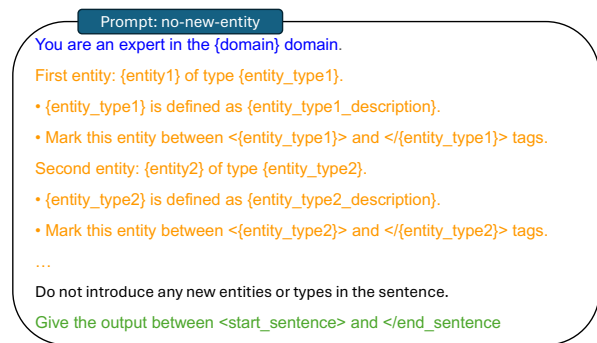 Prompt: no-new-entity
You are an expert in the {domain} domain.
First entity: {entity1} of type {entity_type1}.
• {entity_type1} is defined as {entity_type1_description}.
• Mark this entity between <{entity_type1}> and </{entity_type1}> tags.
Second entity: {entity2} of type {entity_type2}.
• {entity_type2} is defined as {entity_type2_description}.
• Mark this entity between <{entity_type2}> and </{entity_type2}> tags.
…
Do not introduce any new entities or types in the sentence.
Give the output between <start_sentence> and </end_sentence